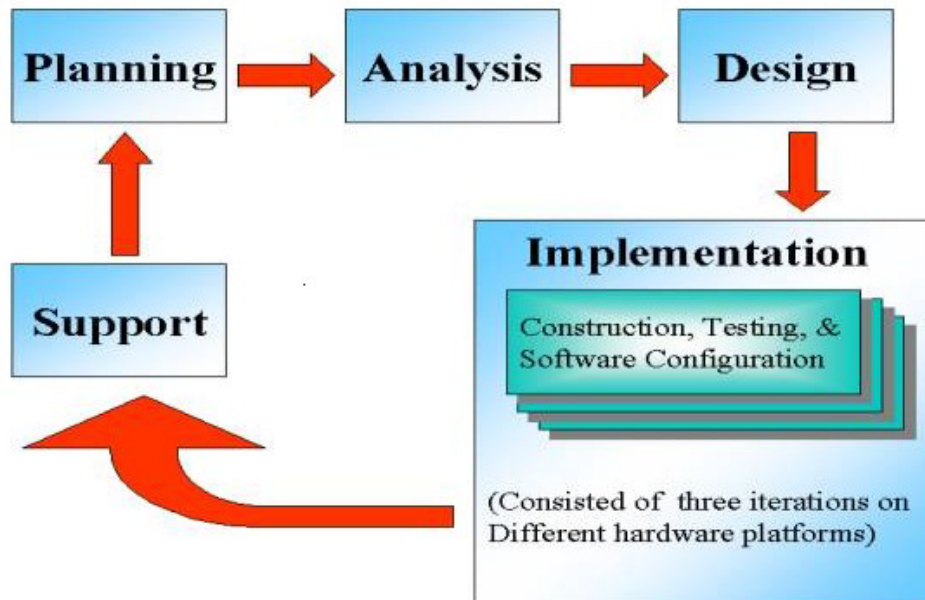 Planning
Analysis
Design
Implementation
Construction, Testing, &
Software Configuration
(Consisted of three iterations on
Different hardware platforms)
Support